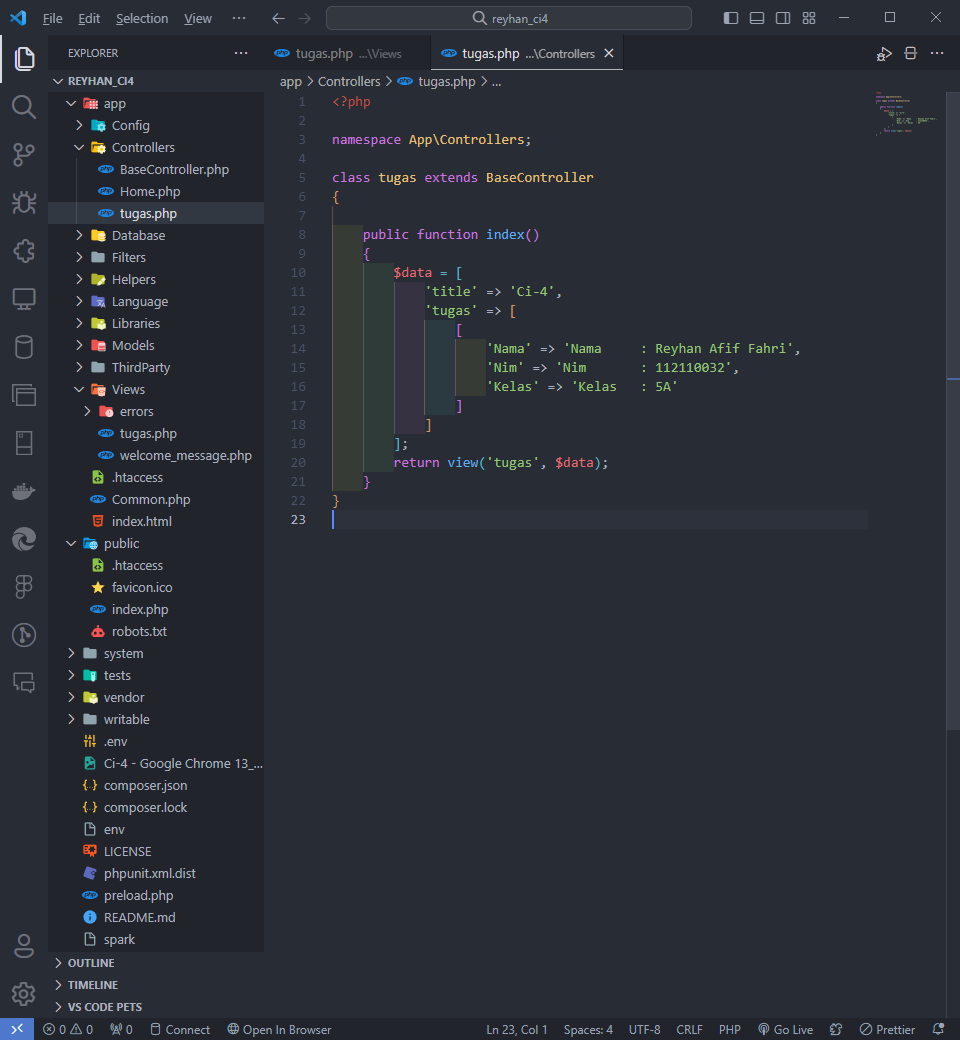 File Edit Selection View ··· reyhan_ci4
EXPLORER ···
REYHAN_CI4
app
Config
Controllers
BaseController.php
Home.php
tugas.php
Database
Filters
Helpers
Language
Libraries
Models
ThirdParty
Views
errors
tugas.php
welcome_message.php
.htaccess
Common.php
index.html
public
.htaccess
favicon.ico
index.php
robots.txt
system
tests
vendor
writable
.env
Ci-4 - Google Chrome 13_...
composer.json
composer.lock
env
LICENSE
phpunit.xml.dist
preload.php
README.md
spark
OUTLINE
TIMELINE
VS CODE PETS
tugas.php ...\Views tugas.php ...\Controllers
app > Controllers > tugas.php > ...
1 <?php
2
3 namespace App\Controllers;
4
5 class tugas extends BaseController
6 {
7
8 public function index()
9 {
10 $data = [
11 'title' => 'Ci-4',
12 'tugas' => [
13 [
14 'Nama' => 'Nama     : Reyhan Afif Fahri',
15 'Nim' => 'Nim       : 112110032',
16 'Kelas' => 'Kelas   : 5A'
17 ]
18 ]
19 ];
20 return view('tugas', $data);
21 }
22 }
23
0 0 0 Connect Open In Browser Ln 23, Col 1 Spaces: 4 UTF-8 CRLF PHP Go Live Prettier